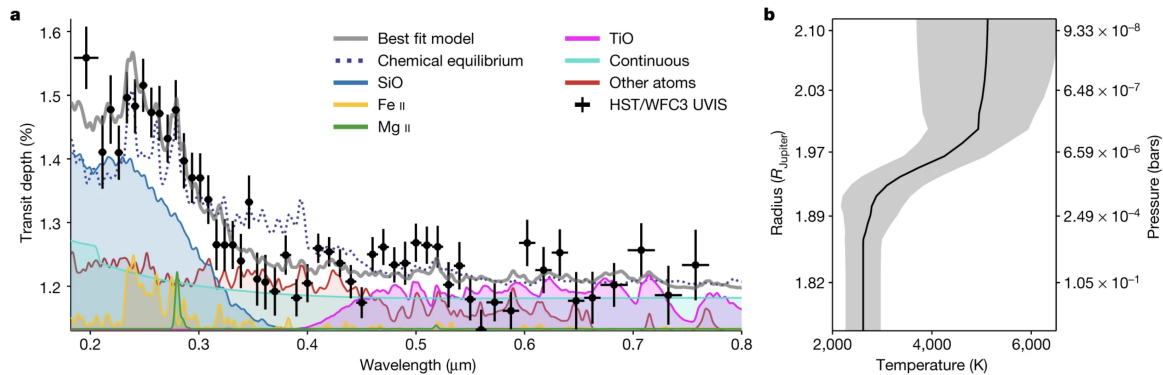 a
1.6
1.5
1.4
1.3
1.2
Transit depth (%)
0.2
0.3
0.4
0.5
0.6
0.7
0.8
Wavelength (μm)
Best fit model
Chemical equilibrium
SiO
Fe II
Mg II
TiO
Continuous
Other atoms
HST/WFC3 UVIS
b
2.10
2.03
1.97
1.89
1.82
Radius (RJupiter)
9.33 × 10⁻⁸
6.48 × 10⁻⁷
6.59 × 10⁻⁶
2.49 × 10⁻⁴
1.05 × 10⁻¹
Pressure (bars)
2,000
4,000
6,000
Temperature (K)